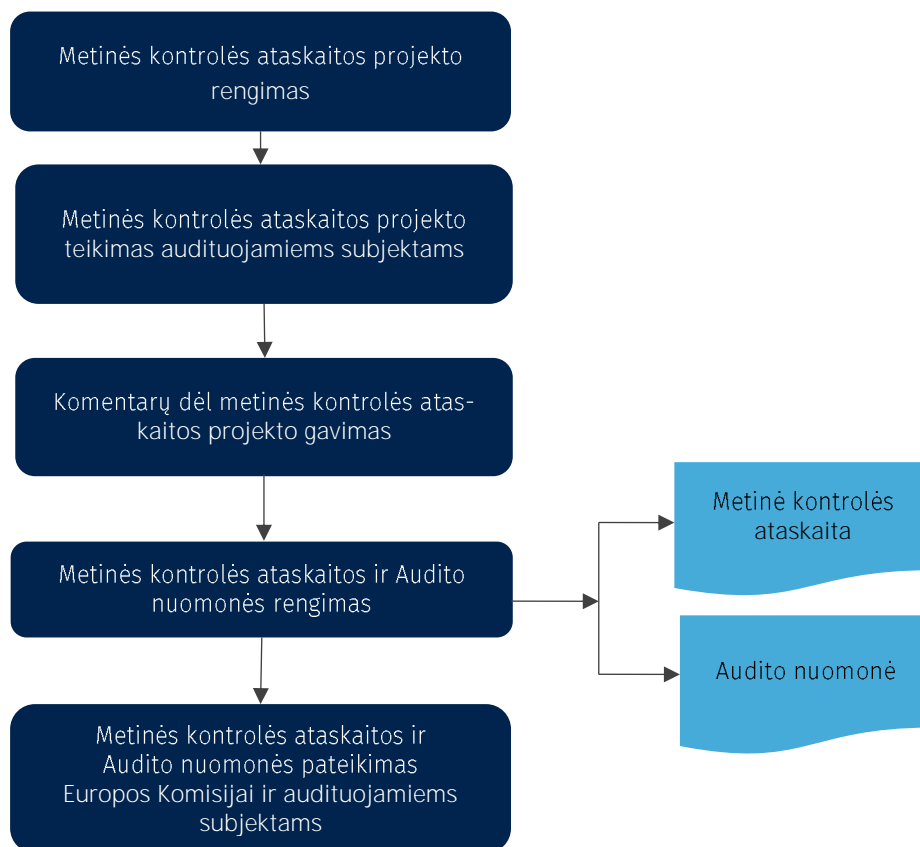 Metinės kontrolės ataskaitos projekto
rengimas
Metinės kontrolės ataskaitos projekto
teikimas audituojamiems subjektams
Komentarų dėl metinės kontrolės atas-
kaitos projekto gavimas
Metinės kontrolės ataskaitos ir Audito
nuomonės rengimas
Metinė kontrolės
ataskaita
Audito nuomonė
Metinės kontrolės ataskaitos ir
Audito nuomonės pateikimas
Europos Komisijai ir audituojamiems
subjektams